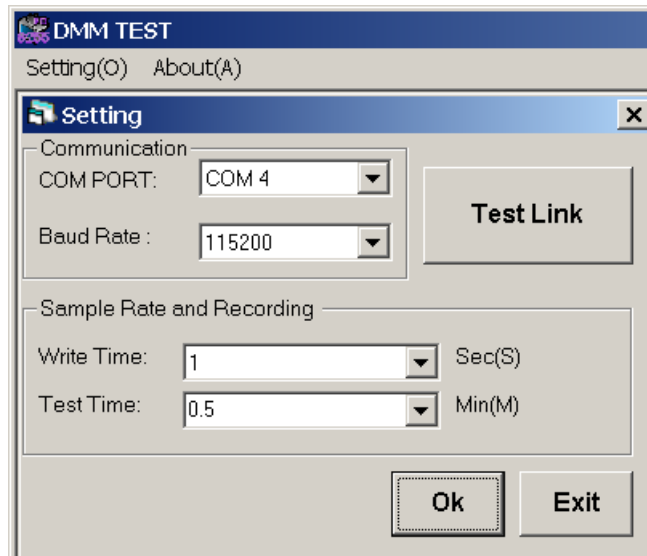 DMM TEST
Setting(O) About(A)
Setting
Communication
COM PORT: COM 4
Baud Rate : 115200
Test Link
Sample Rate and Recording
Write Time: 1 Sec(S)
Test Time: 0.5 Min(M)
Ok Exit